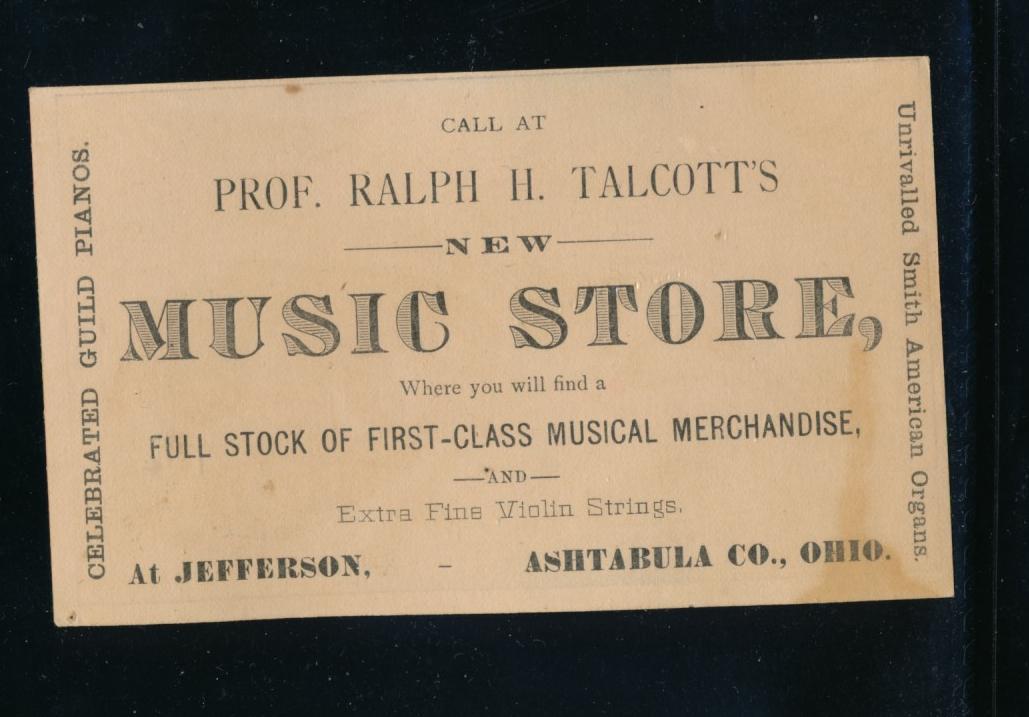 CALL AT
PROF. RALPH H. TALCOTT'S
NEW
MUSIC STORE,
Where you will find a
FULL STOCK OF FIRST-CLASS MUSICAL MERCHANDISE,
AND
Extra Fine Violin Strings.
At JEFFERSON, - ASHTABULA CO., OHIO.
CELEBRATED GUILD PIANOS.
Unrivalled Smith American Organs.